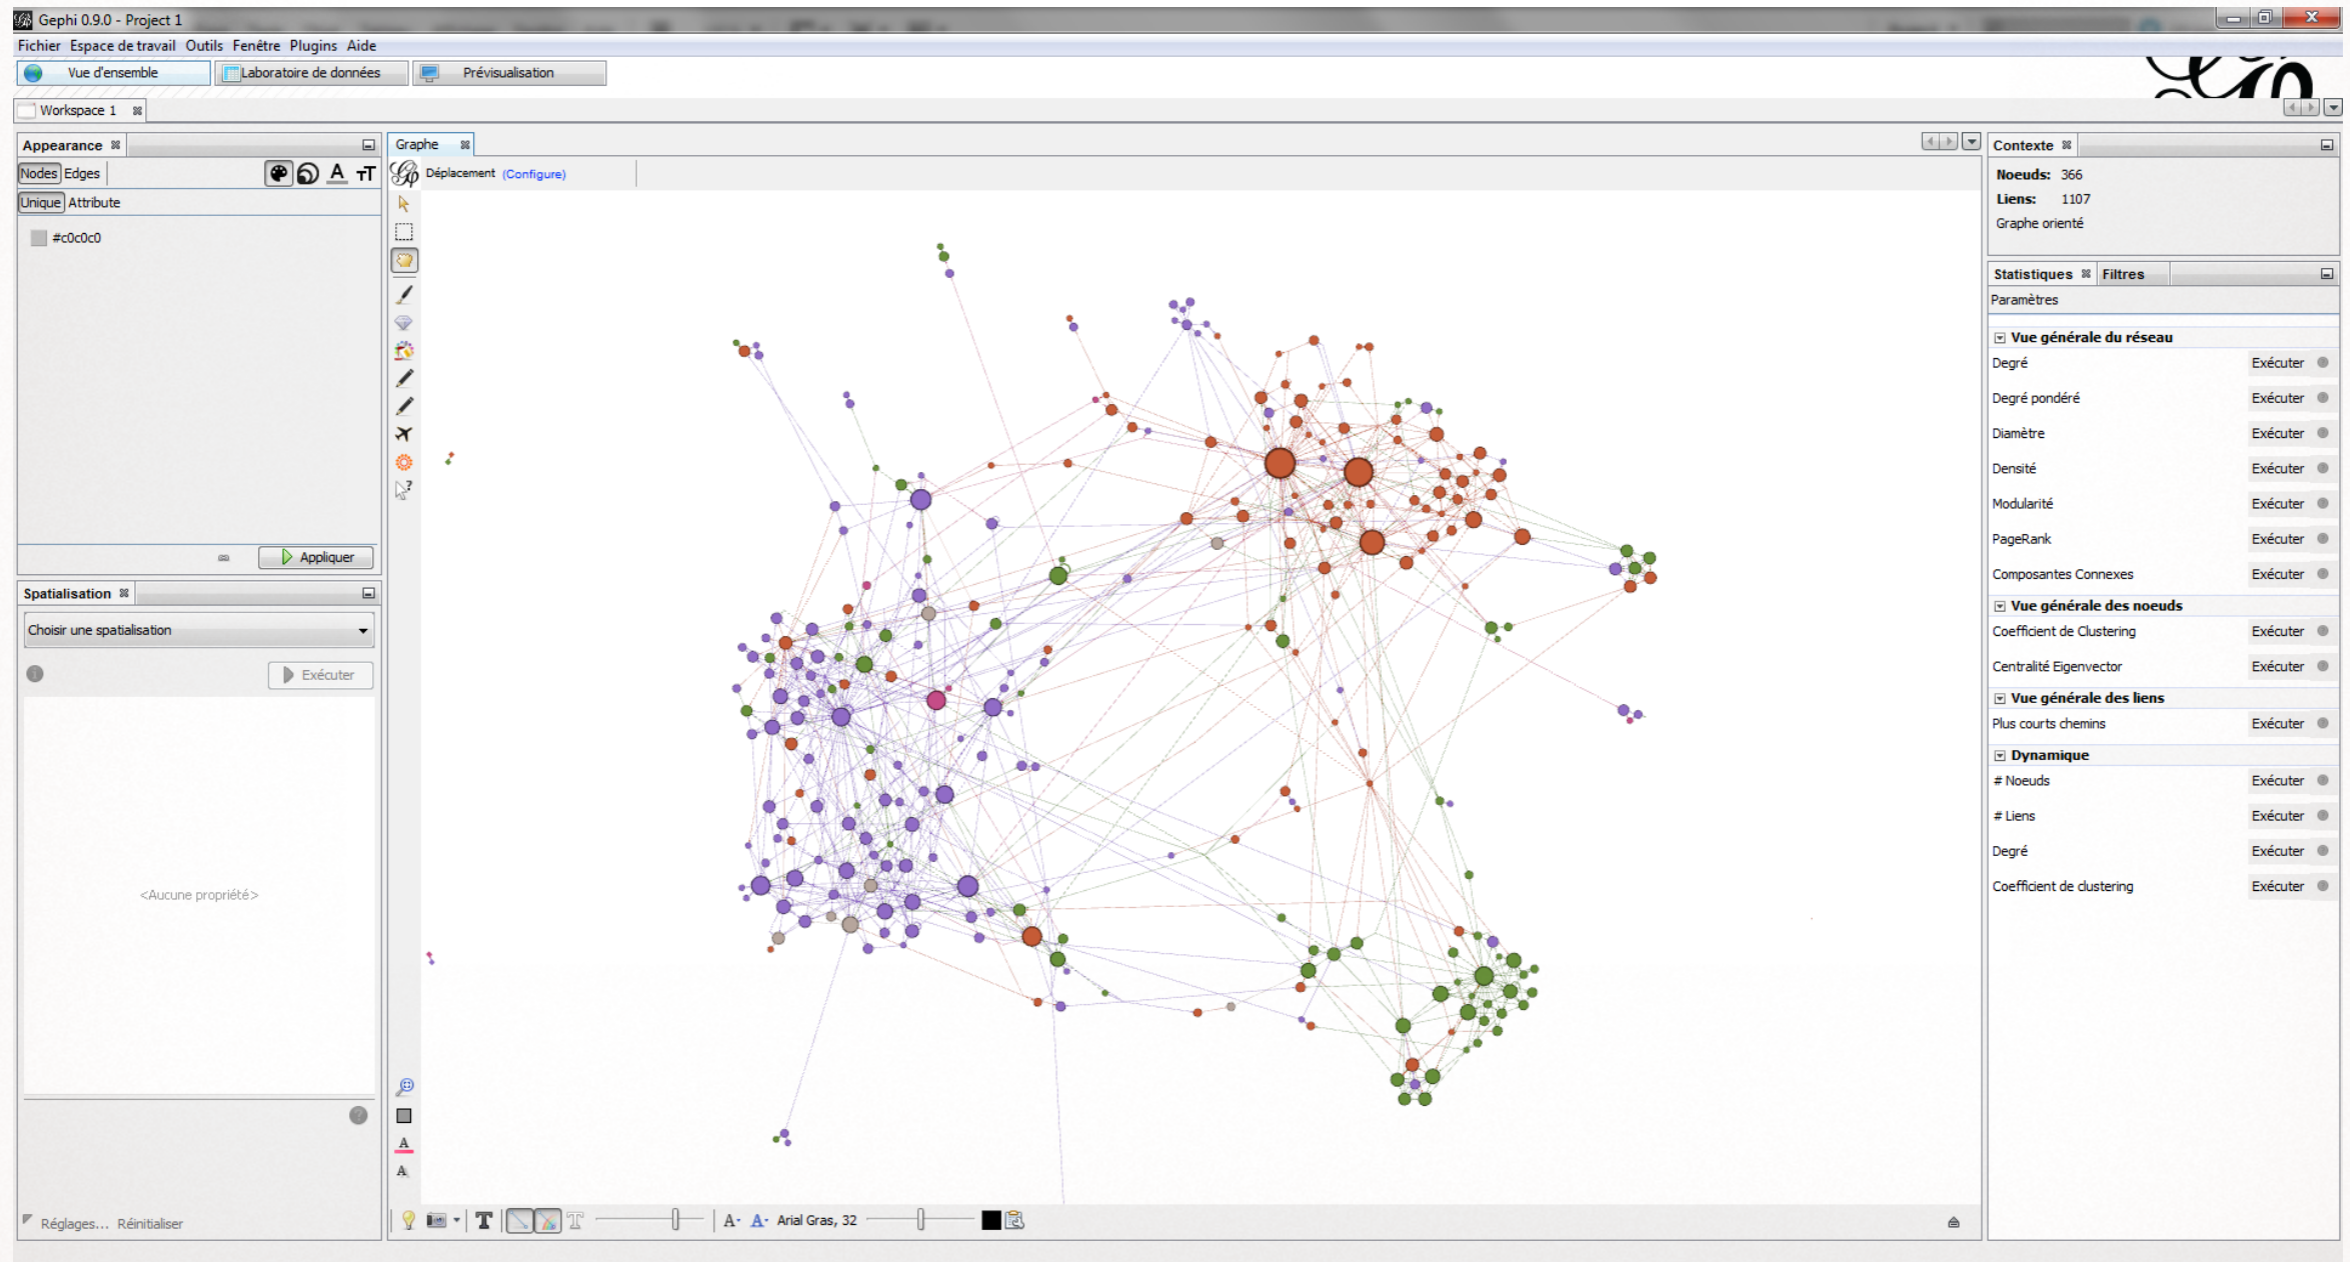 Gephi 0.9.0 - Project 1
Fichier Espace de travail Outils Fenêtre Plugins Aide
Vue d'ensemble Laboratoire de données Prévisualisation
Workspace 1
Appearance
Nodes Edges
Unique Attribute
#c0c0c0
Appliquer
Spatialisation
Choisir une spatialisation
Exécuter
<Aucune propriété>
Réglages... Réinitialiser
Graphe
Déplacement (Configure)
Arial Gras, 32
Contexte
Noeuds: 366
Liens: 1107
Graphe orienté
Statistiques Filtres
Paramètres
Vue générale du réseau
Degré Exécuter
Degré pondéré Exécuter
Diamètre Exécuter
Densité Exécuter
Modularité Exécuter
PageRank Exécuter
Composantes Connexes Exécuter
Vue générale des noeuds
Coefficient de Clustering Exécuter
Centralité Eigenvector Exécuter
Vue générale des liens
Plus courts chemins Exécuter
Dynamique
# Noeuds Exécuter
# Liens Exécuter
Degré Exécuter
Coefficient de clustering Exécuter